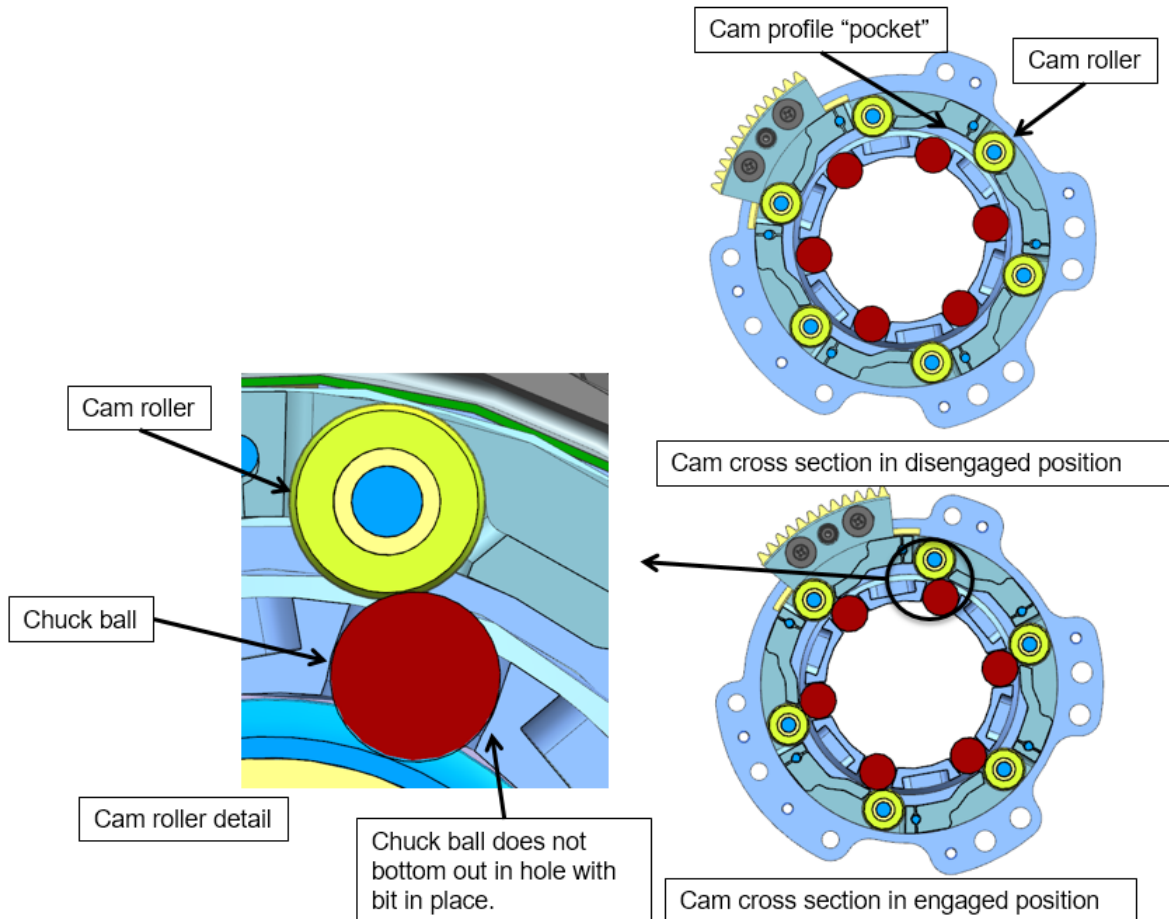 Cam profile “pocket”
Cam roller
Cam roller
Cam cross section in disengaged position
Chuck ball
Cam roller detail
Chuck ball does not
bottom out in hole with
bit in place.
Cam cross section in engaged position